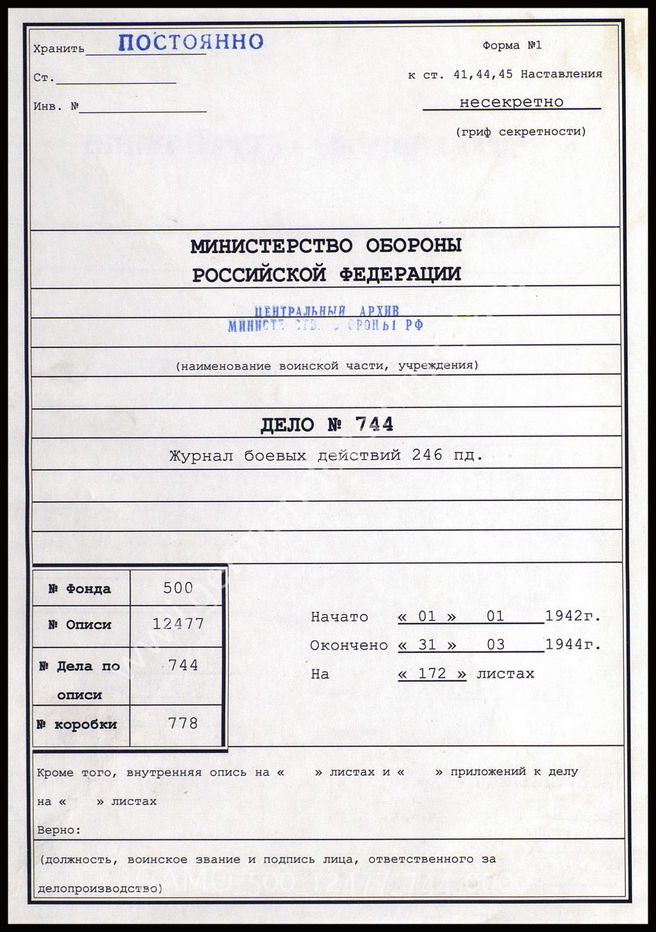 Хранить ПОСТОЯННО
Форма №1
Ст.
к ст. 41,44,45 Наставления
Инв. №
несекретно
(гриф секретности)
МИНИСТЕРСТВО ОБОРОНЫ
РОССИЙСКОЙ ФЕДЕРАЦИИ
ЦЕНТРАЛЬНЫЙ АРХИВ
РФ
(наименование воинской части, учреждения)
ДЕЛО № 744
Журнал боевых действий 246 пд.
№ Фонда 500
№ Описи 12477
№ Дела по описи 744
№ коробки 778
Начато « 01 » 01 1942г.
Окончено « 31 » 03 1944г.
На « 172 » листах
Кроме того, внутренняя опись на « » листах и « » приложений к делу
на « » листах
Верно:
(должность, воинское звание и подпись лица, ответственного за
делопроизводство)